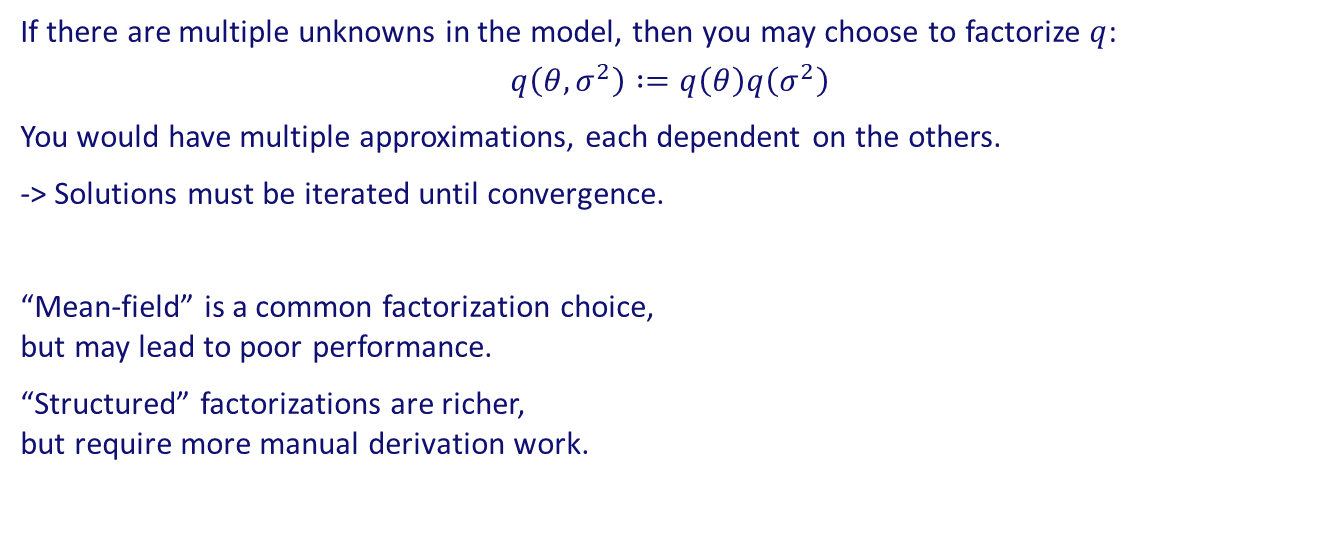 If there are multiple unknowns in the model, then you may choose to factorize 𝑞:
𝑞(𝜃, 𝜎²) := 𝑞(𝜃)𝑞(𝜎²)
You would have multiple approximations, each dependent on the others.
-> Solutions must be iterated until convergence.
“Mean-field” is a common factorization choice,
but may lead to poor performance.
“Structured” factorizations are richer,
but require more manual derivation work.